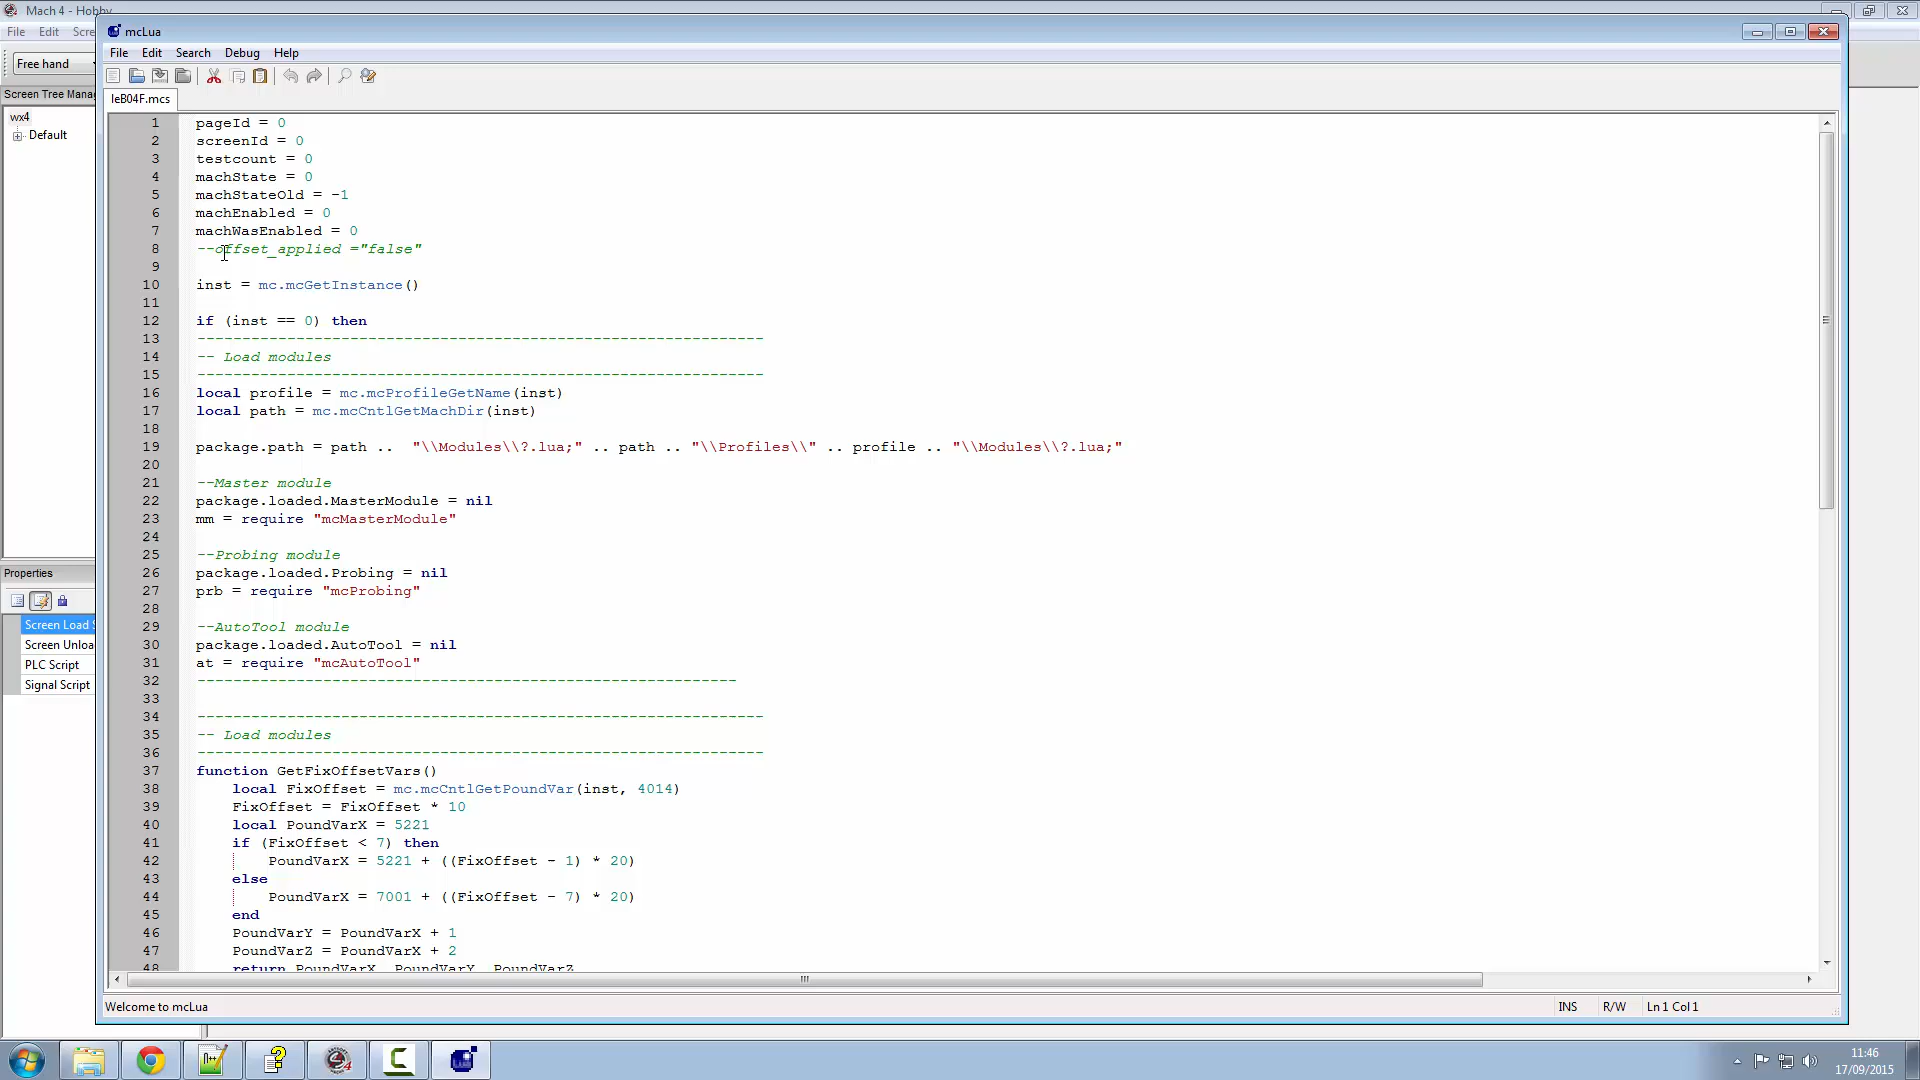 Mach 4 - Hobby
File Edit Scre
Free hand
Screen Tree Mana
wx4
Default
Properties
Screen Load S
Screen Unloa
PLC Script
Signal Script
mcLua
File Edit Search Debug Help
leB04F.mcs
1 pageId = 0
2 screenId = 0
3 testcount = 0
4 machState = 0
5 machStateOld = -1
6 machEnabled = 0
7 machWasEnabled = 0
8 --offset_applied ="false"
9
10 inst = mc.mcGetInstance()
11
12 if (inst == 0) then
13 ---------------------------------------------------------------
14 -- Load modules
15 ---------------------------------------------------------------
16 local profile = mc.mcProfileGetName(inst)
17 local path = mc.mcCntlGetMachDir(inst)
18
19 package.path = path ..  "\\Modules\\?.lua;" .. path .. "\\Profiles\\" .. profile .. "\\Modules\\?.lua;"
20
21 --Master module
22 package.loaded.MasterModule = nil
23 mm = require "mcMasterModule"
24
25 --Probing module
26 package.loaded.Probing = nil
27 prb = require "mcProbing"
28
29 --AutoTool module
30 package.loaded.AutoTool = nil
31 at = require "mcAutoTool"
32 ------------------------------------------------------------
33
34 ---------------------------------------------------------------
35 -- Load modules
36 ---------------------------------------------------------------
37 function GetFixOffsetVars()
38 local FixOffset = mc.mcCntlGetPoundVar(inst, 4014)
39 FixOffset = FixOffset * 10
40 local PoundVarX = 5221
41 if (FixOffset < 7) then
42 PoundVarX = 5221 + ((FixOffset - 1) * 20)
43 else
44 PoundVarX = 7001 + ((FixOffset - 7) * 20)
45 end
46 PoundVarY = PoundVarX + 1
47 PoundVarZ = PoundVarX + 2
48 return PoundVarX, PoundVarY, PoundVarZ
Welcome to mcLua INS R/W Ln 1 Col 1
11:46
17/09/2015